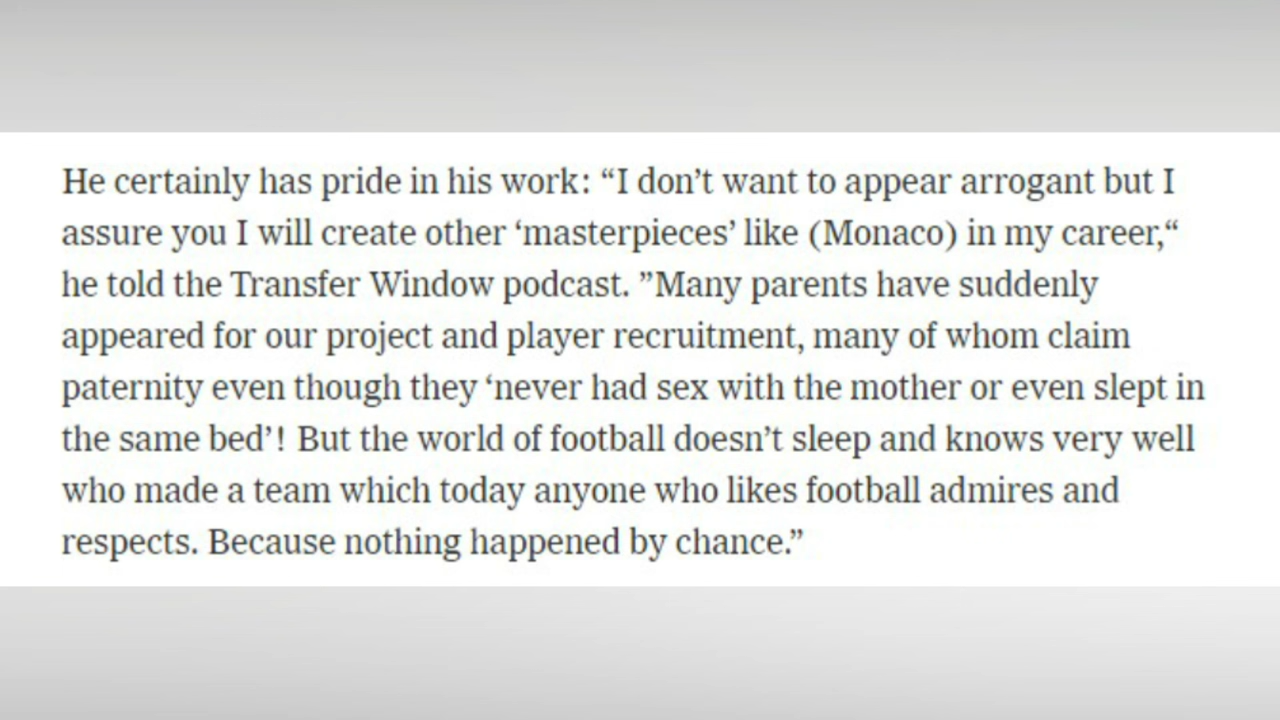 He certainly has pride in his work: “I don’t want to appear arrogant but I
assure you I will create other ‘masterpieces’ like (Monaco) in my career,“
he told the Transfer Window podcast. ”Many parents have suddenly
appeared for our project and player recruitment, many of whom claim
paternity even though they ‘never had sex with the mother or even slept in
the same bed’! But the world of football doesn’t sleep and knows very well
who made a team which today anyone who likes football admires and
respects. Because nothing happened by chance.”